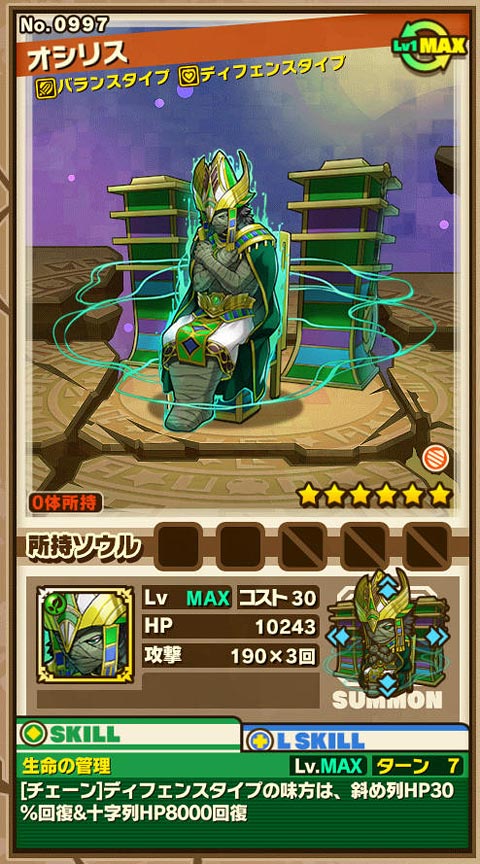 No.0997
オシリス
バランスタイプ ディフェンスタイプ
Lv1 MAX
0体所持
所持ソウル
Lv MAX コスト 30
HP 10243
攻撃 190×3回
SUMMON
SKILL
L SKILL
生命の管理 Lv.MAX ターン 7
[チェーン]ディフェンスタイプの味方は、斜め列HP30
%回復&十字列HP8000回復